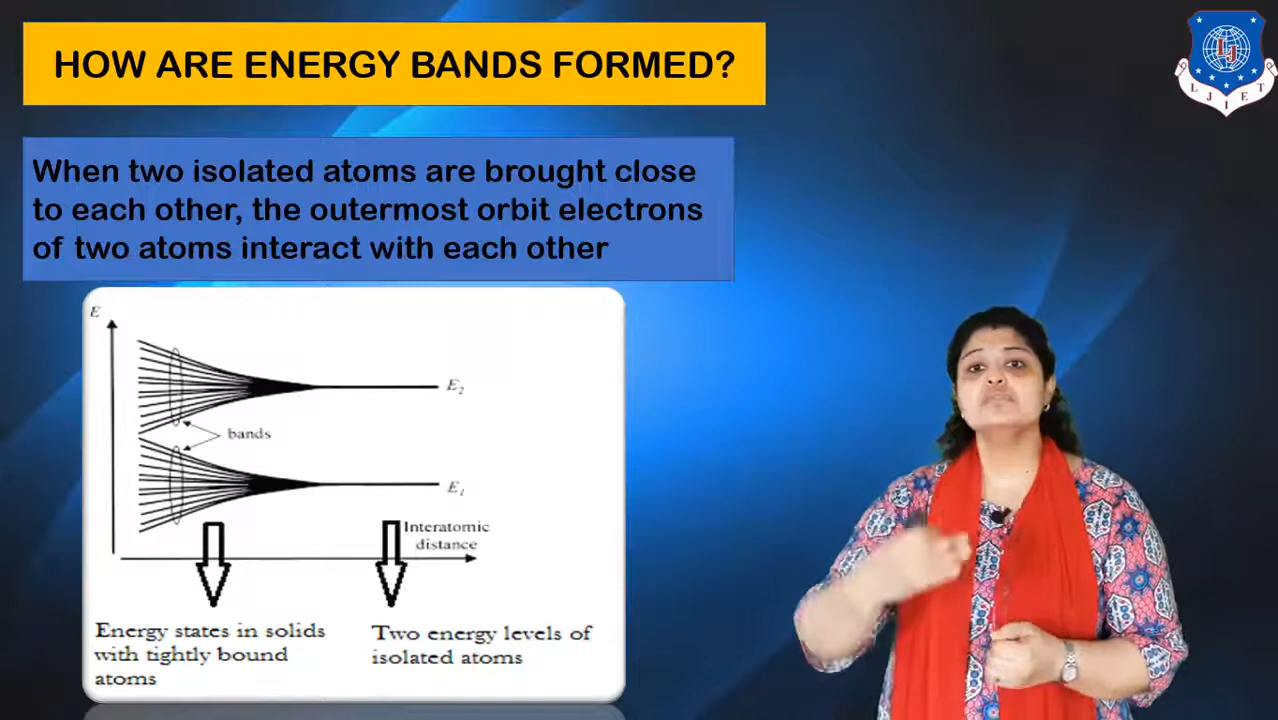 HOW ARE ENERGY BANDS FORMED?
LJ
LJIET
When two isolated atoms are brought close
to each other, the outermost orbit electrons
of two atoms interact with each other
E
E2
bands
E1
Interatomic
distance
Energy states in solids
with tightly bound
atoms
Two energy levels of
isolated atoms